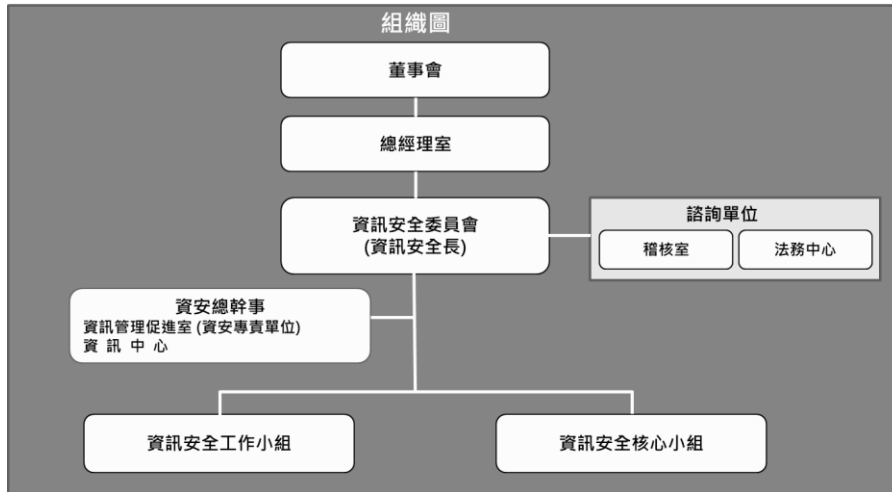 組織圖
董事會
總經理室
資訊安全委員會
(資訊安全長)
諮詢單位
稽核室
法務中心
資安總幹事
資訊管理促進室 (資安專責單位)
資 訊 中 心
資訊安全工作小組
資訊安全核心小組